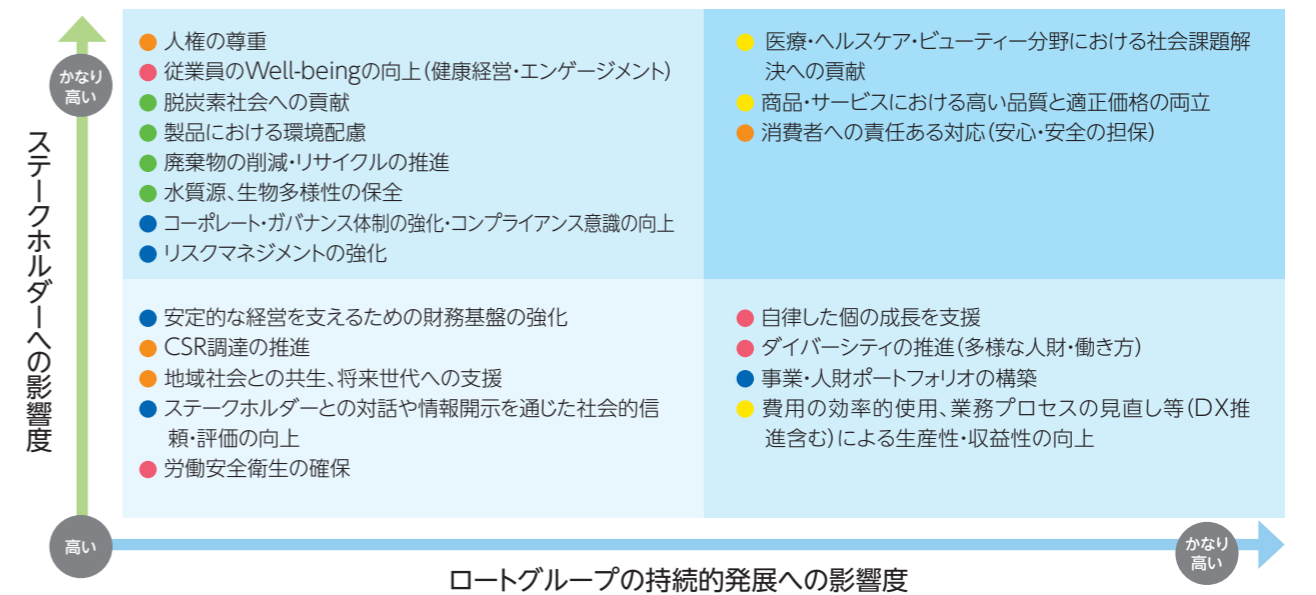 かなり
高い
ステークホルダーへの影響度
高い
人権の尊重
従業員のWell-beingの向上(健康経営・エンゲージメント)
脱炭素社会への貢献
製品における環境配慮
廃棄物の削減・リサイクルの推進
水質源、生物多様性の保全
コーポレート・ガバナンス体制の強化・コンプライアンス意識の向上
リスクマネジメントの強化
医療・ヘルスケア・ビューティー分野における社会課題解
決への貢献
商品・サービスにおける高い品質と適正価格の両立
消費者への責任ある対応(安心・安全の担保)
安定的な経営を支えるための財務基盤の強化
CSR調達の推進
地域社会との共生、将来世代への支援
ステークホルダーとの対話や情報開示を通じた社会的信
頼・評価の向上
労働安全衛生の確保
自律した個の成長を支援
ダイバーシティの推進(多様な人財・働き方)
事業・人財ポートフォリオの構築
費用の効率的使用、業務プロセスの見直し等(DX推
進含む)による生産性・収益性の向上
かなり
高い
ロートグループの持続的発展への影響度